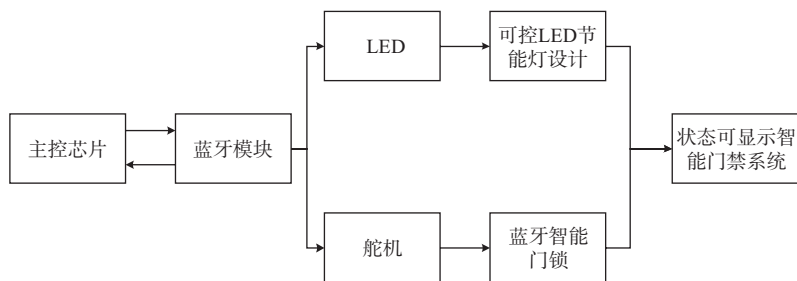 主控芯片
蓝牙模块
LED
可控LED节
能灯设计
舵机
蓝牙智能
门锁
状态可显示智
能门禁系统